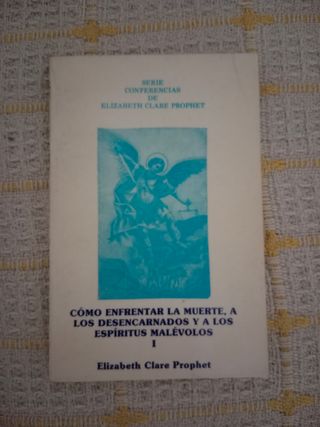 SERIE
CONFERENCIAS
DE
ELIZABETH CLARE PROPHET
CÓMO ENFRENTAR LA MUERTE, A
LOS DESENCARNADOS Y A LOS
ESPÍRITUS MALÉVOLOS
I
Elizabeth Clare Prophet